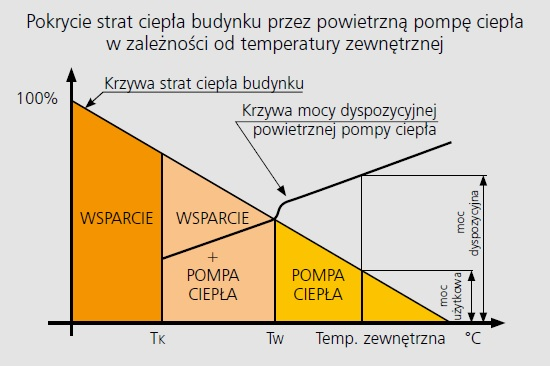 Pokrycie strat ciepła budynku przez powietrzną pompę ciepła
w zależności od temperatury zewnętrznej
Krzywa strat ciepła budynku
100%
Krzywa mocy dyspozycyjnej
powietrznej pompy ciepła
WSPARCIE
WSPARCIE
+
POMPA
CIEPŁA
POMPA
CIEPŁA
moc
dyspozycyjna
moc
użytkowa
TK
TW
Temp. zewnętrzna
°C